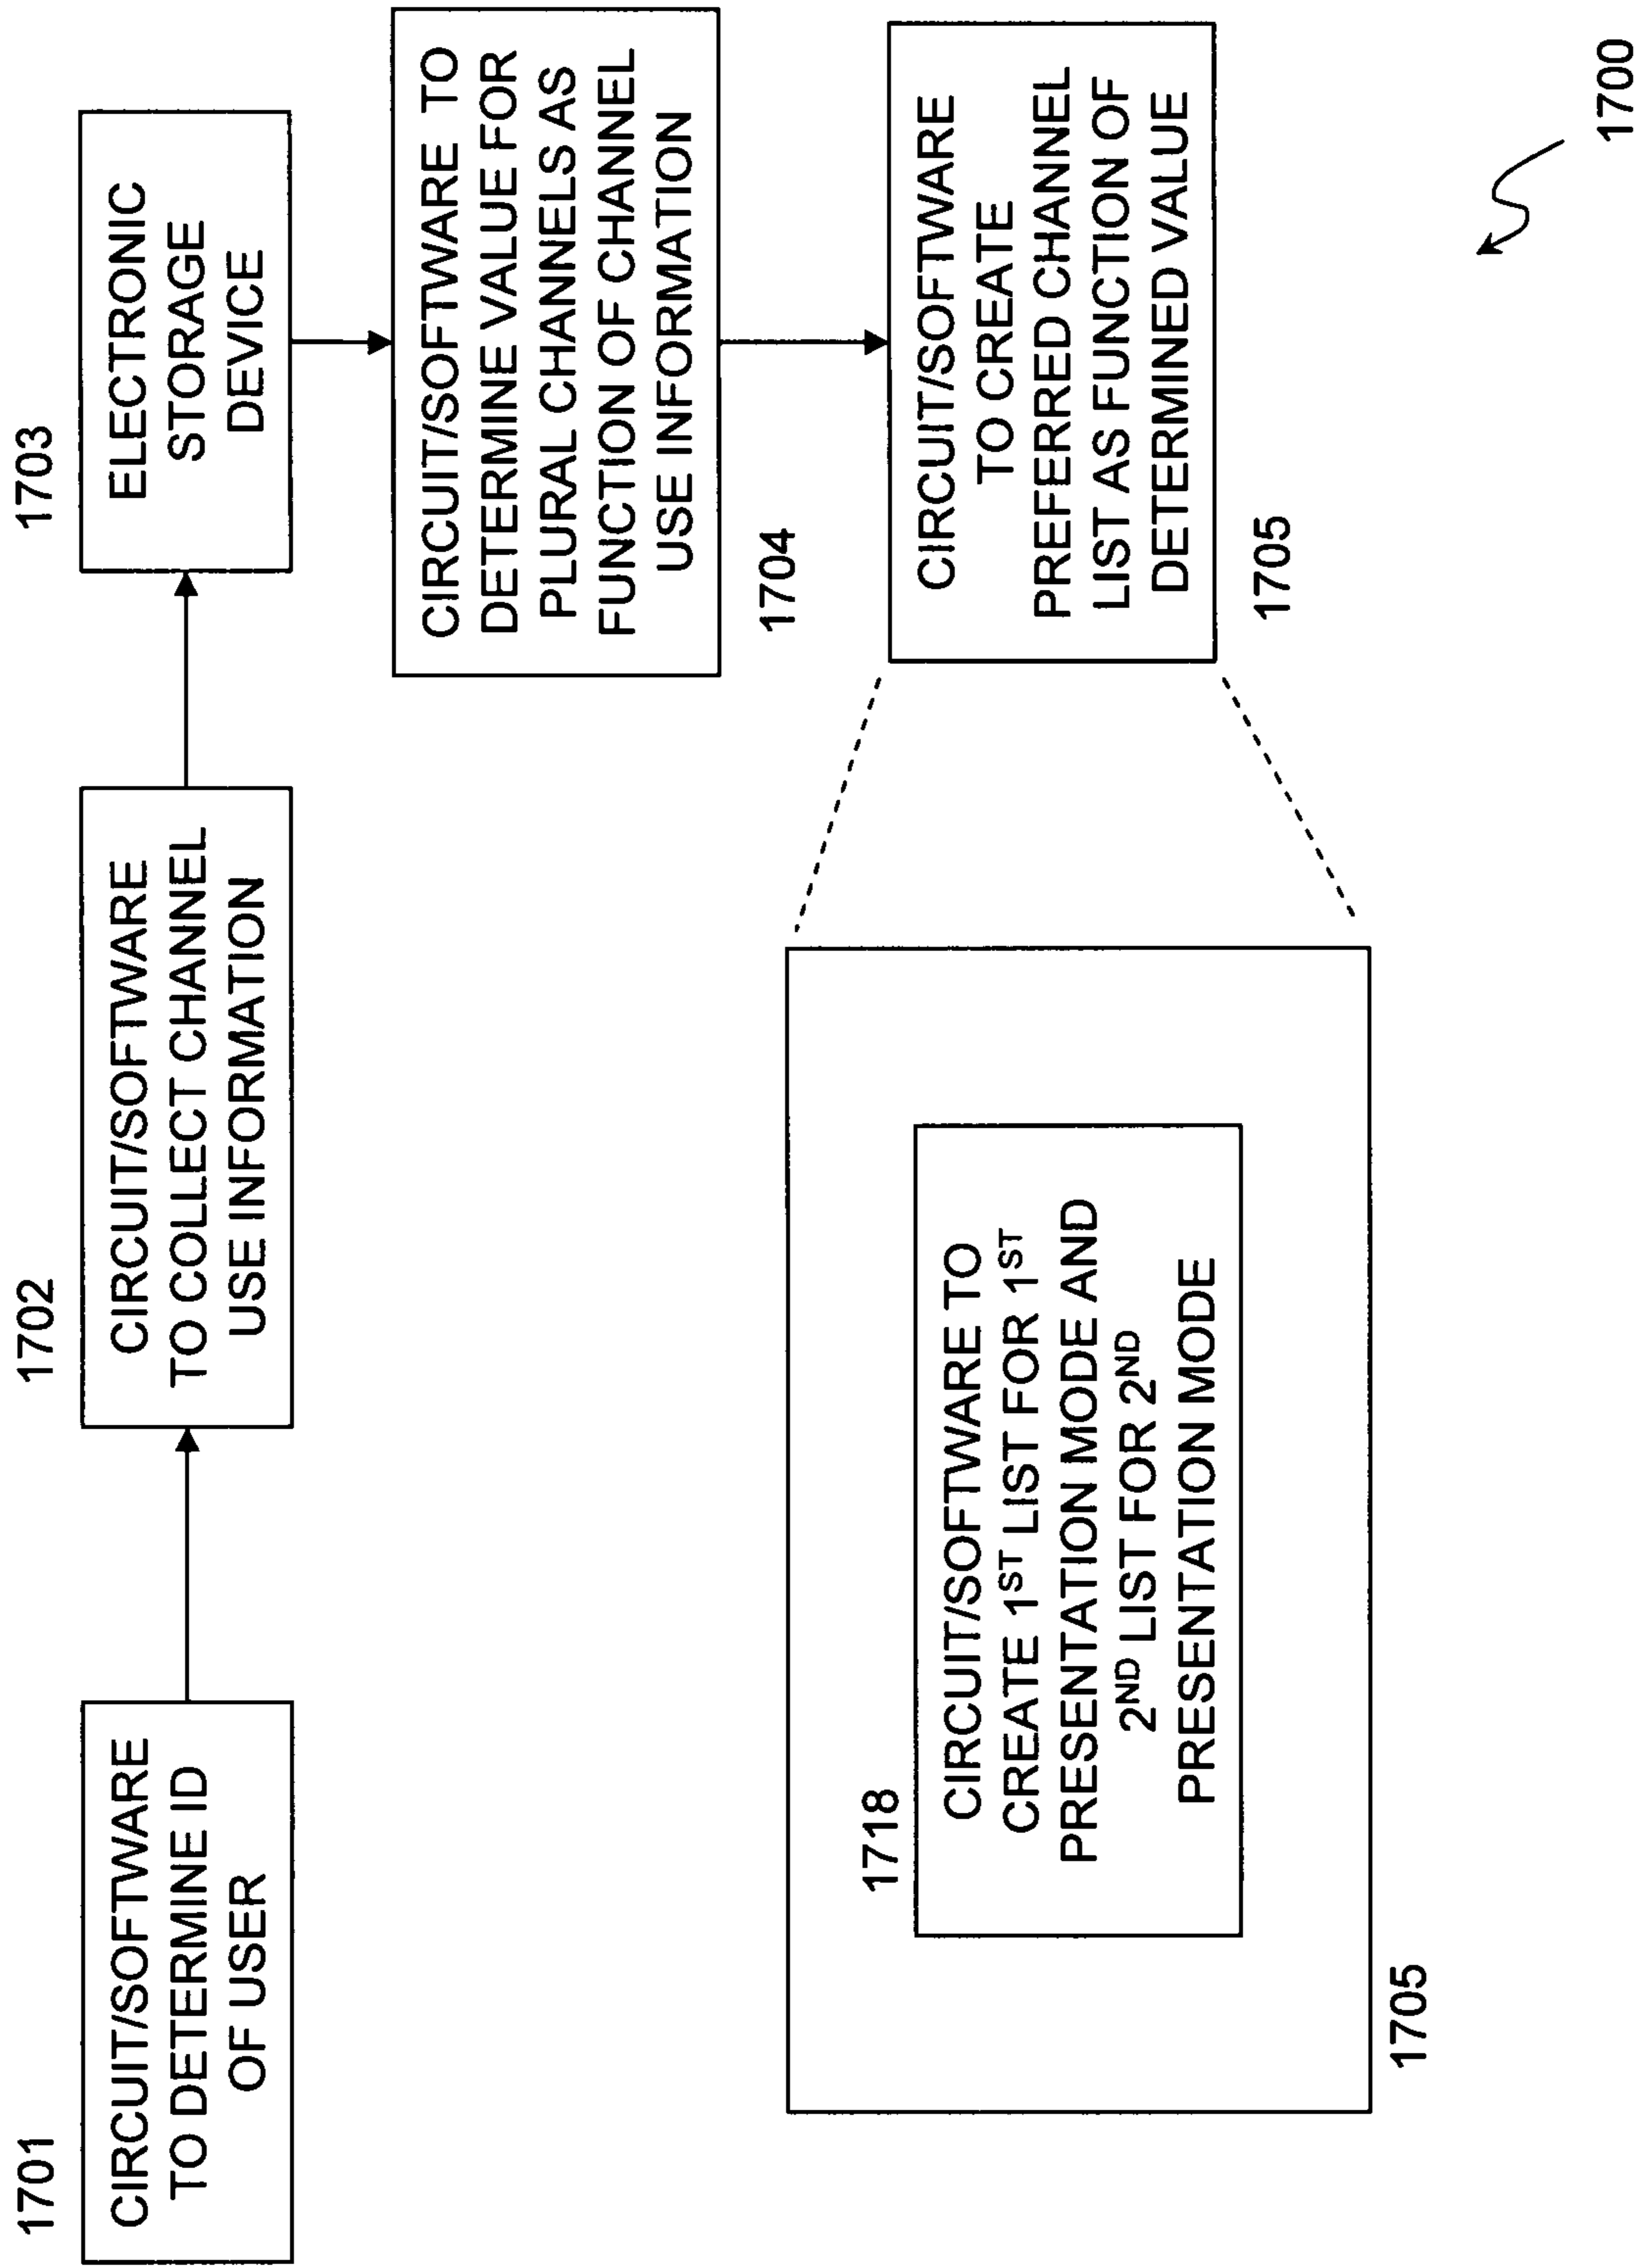 1701
CIRCUIT/SOFTWARE
TO DETERMINE ID
OF USER
1702
CIRCUIT/SOFTWARE
TO COLLECT CHANNEL
USE INFORMATION
1703
ELECTRONIC
STORAGE
DEVICE
CIRCUIT/SOFTWARE TO
DETERMINE VALUE FOR
PLURAL CHANNELS AS
FUNCTION OF CHANNEL
USE INFORMATION
1704
CIRCUIT/SOFTWARE
TO CREATE
PREFERRED CHANNEL
LIST AS FUNCTION OF
DETERMINED VALUE
1705
1718
CIRCUIT/SOFTWARE TO
CREATE 1ST LIST FOR 1ST
PRESENTATION MODE AND
2ND LIST FOR 2ND
PRESENTATION MODE
1705
1700